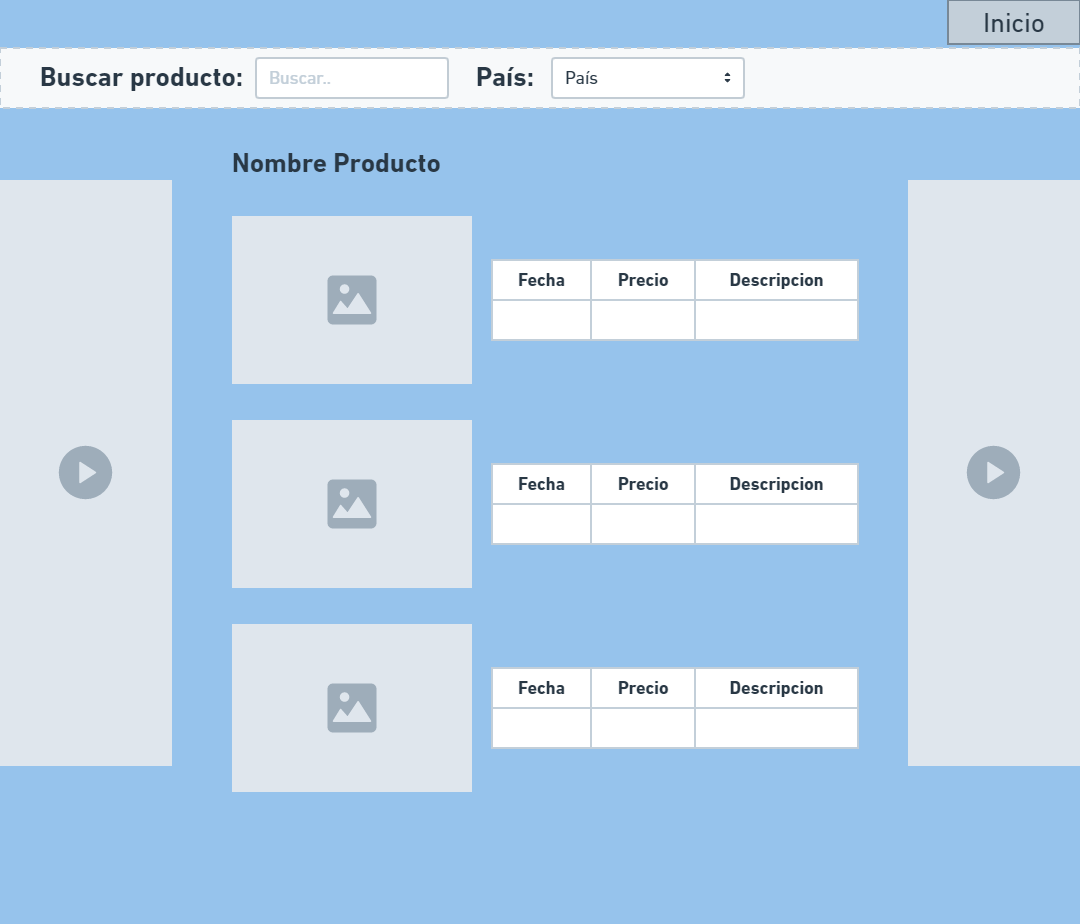 Inicio
Buscar producto: Buscar.. País: País
Nombre Producto
Fecha Precio Descripcion
Fecha Precio Descripcion
Fecha Precio Descripcion